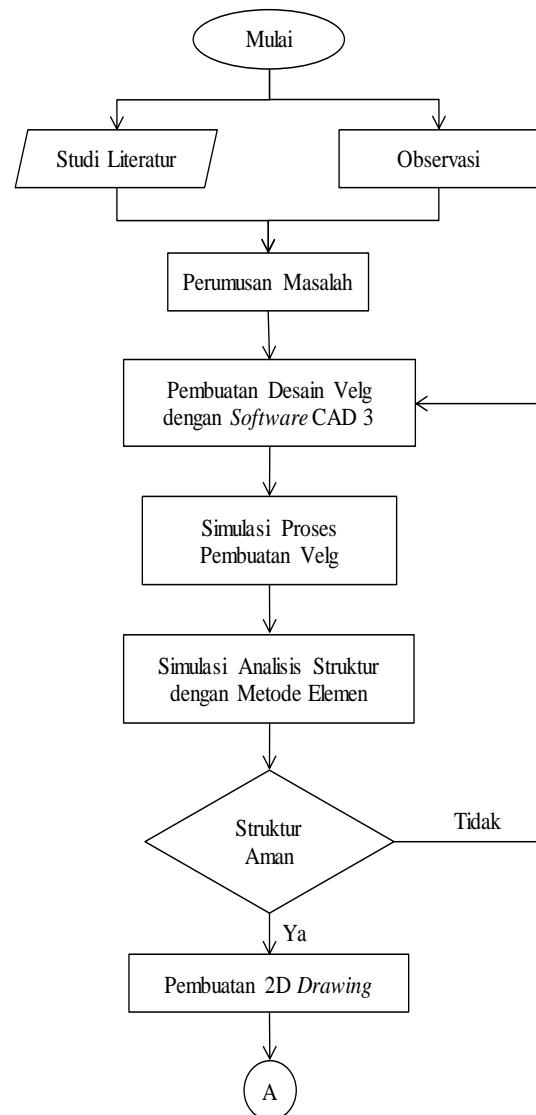 Mulai
Studi Literatur
Observasi
Perumusan Masalah
Pembuatan Desain Velg
dengan Software CAD 3
Simulasi Proses
Pembuatan Velg
Simulasi Analisis Struktur
dengan Metode Elemen
Struktur
Aman
Tidak
Ya
Pembuatan 2D Drawing
A